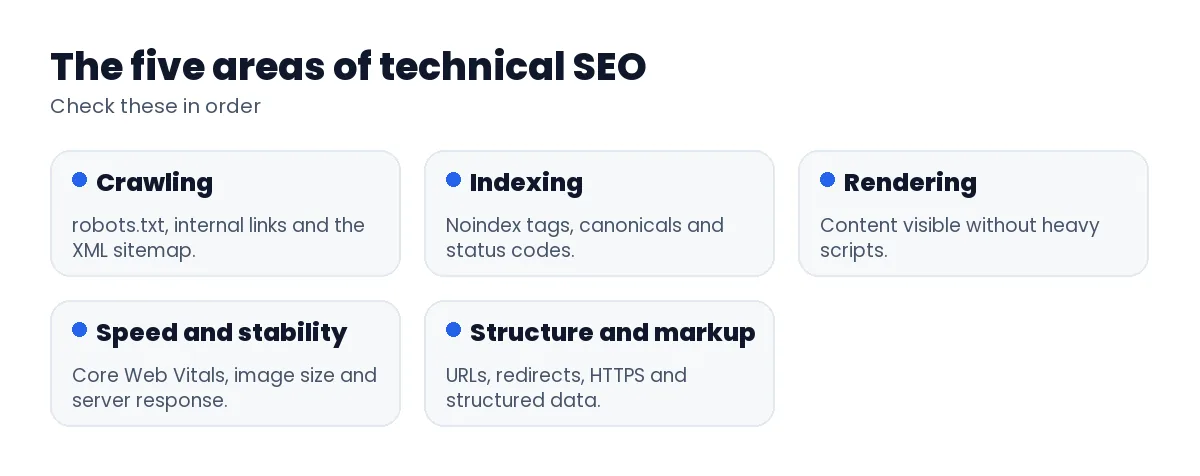 The five areas of technical SEO
Check these in order
Crawling
robots.txt, internal links and the
XML sitemap.
Indexing
Noindex tags, canonicals and
status codes.
Rendering
Content visible without heavy
scripts.
Speed and stability
Core Web Vitals, image size and
server response.
Structure and markup
URLs, redirects, HTTPS and
structured data.